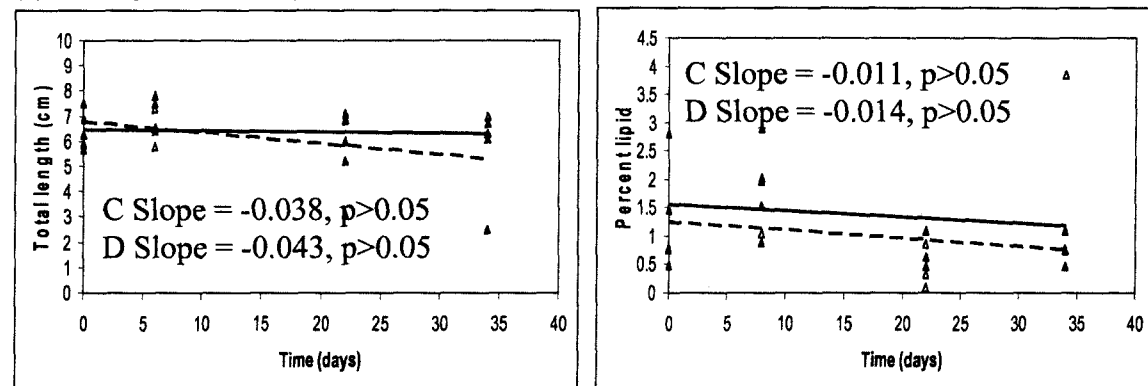 10
9
8
7
6
5
4
3
2
1
0
Total length (cm)
C Slope = -0.038, p>0.05
D Slope = -0.043, p>0.05
0 5 10 15 20 25 30 35 40
Time (days)
4.5
4
3.5
3
2.5
2
1.5
1
0.5
0
Percent lipid
C Slope = -0.011, p>0.05
D Slope = -0.014, p>0.05
0 5 10 15 20 25 30 35 40
Time (days)